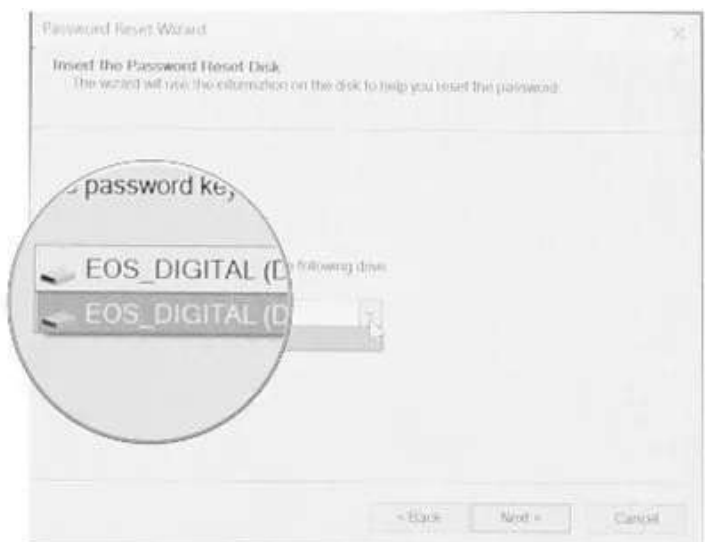 Password Reset Wizard
Insert the Password Reset Disk
The wizard will use the information on the disk to help you reset the password.
password key
EOS_DIGITAL (D
following drive
EOS_DIGITAL (D
< Back
Next >
Cancel